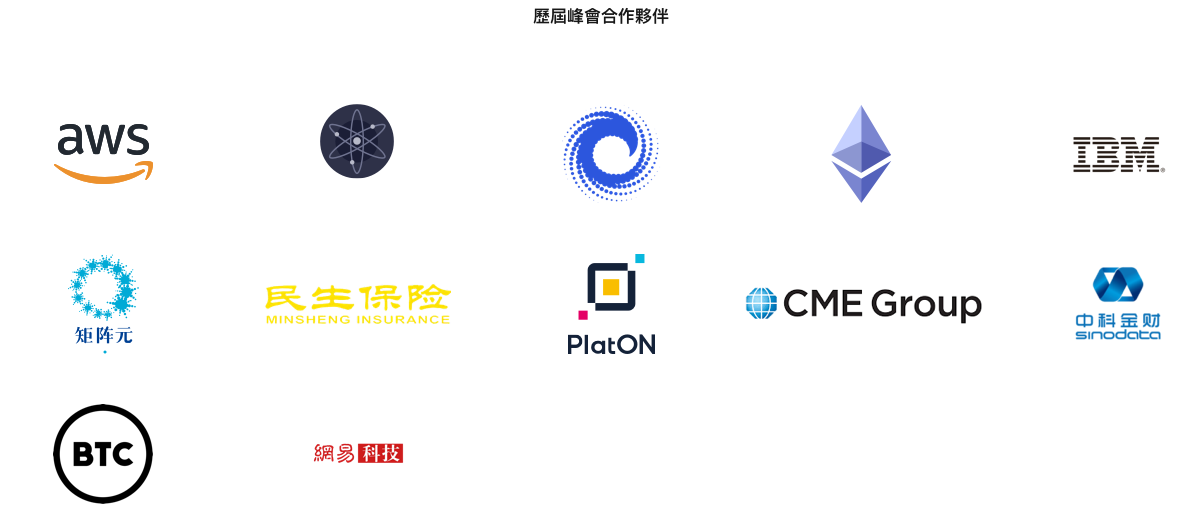 歷屆峰會合作夥伴
aws
IBM®
矩阵元
民生保险
MINSHENG INSURANCE
PlatON
CME Group
中科金财
sinodata
BTC
網易科技